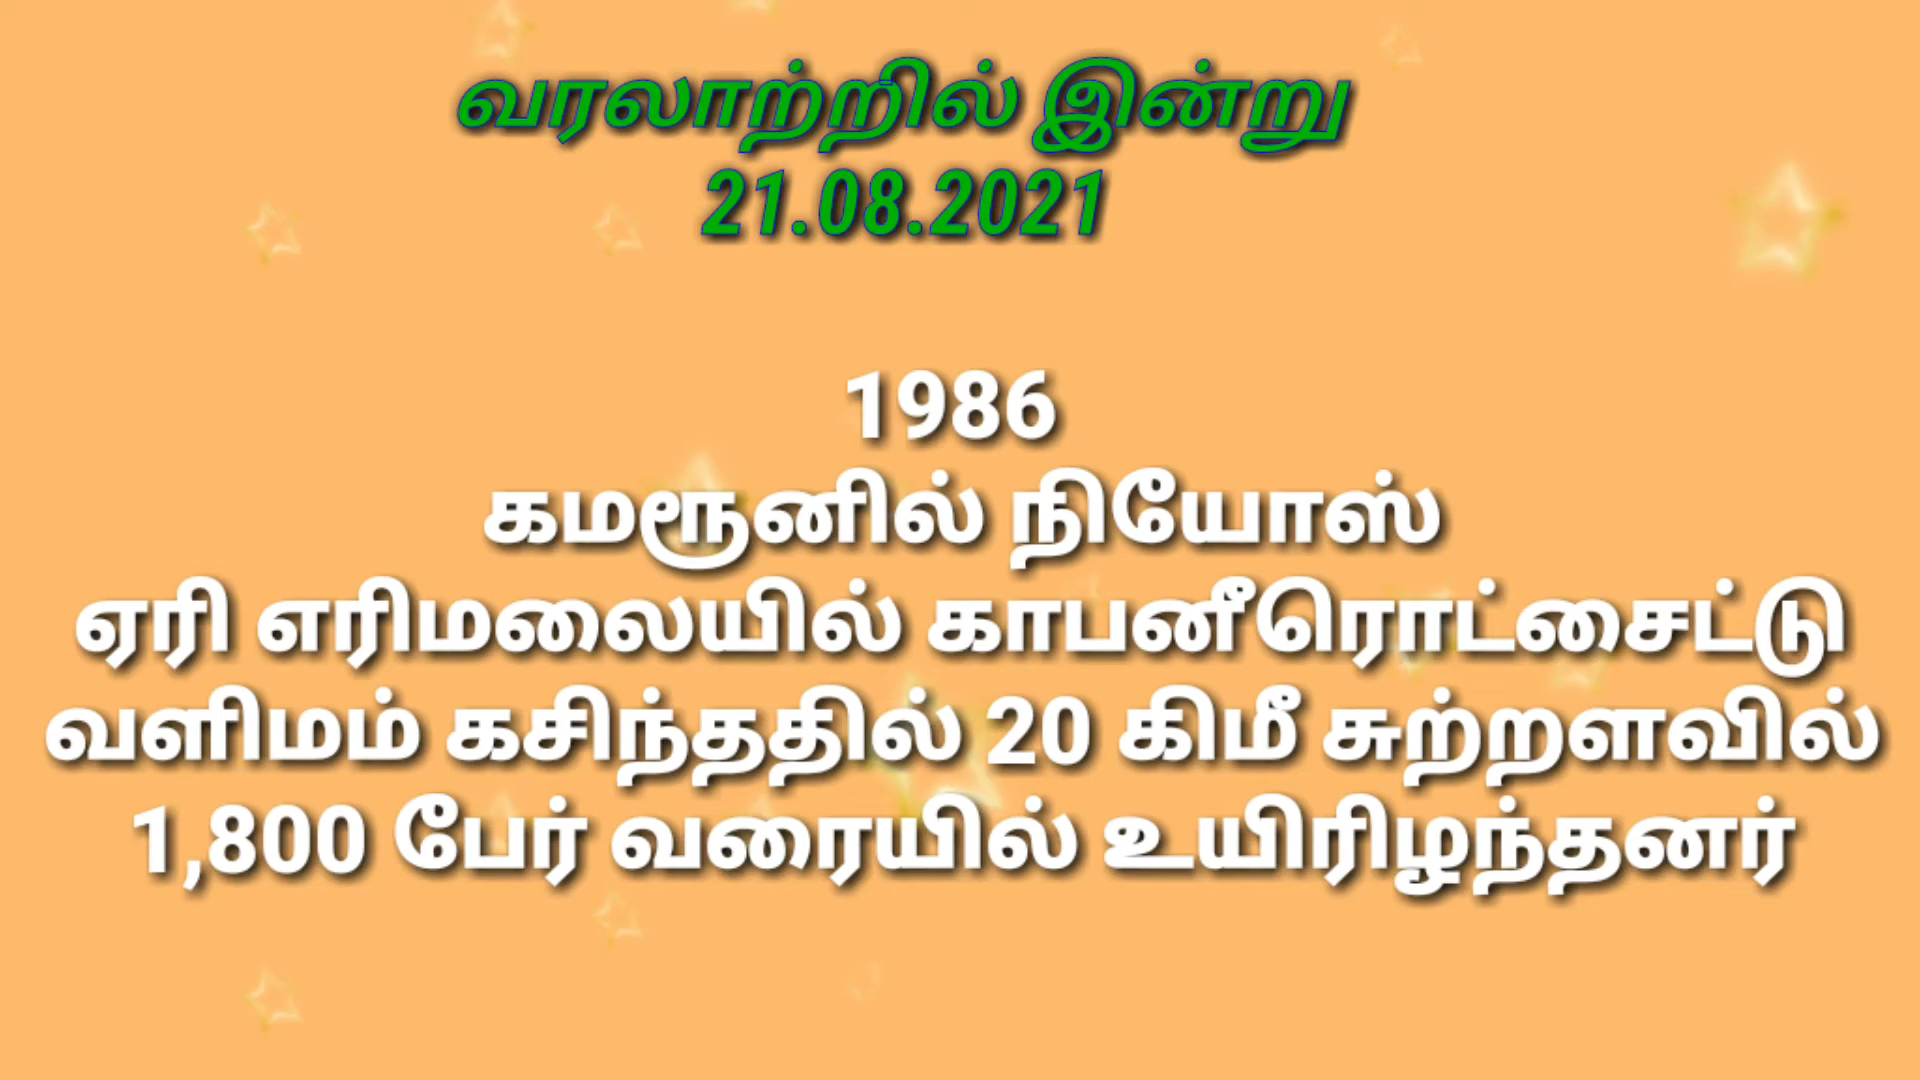 வரலாற்றில் இன்று
21.08.2021
1986
கமரூனில் நியோஸ்
ஏரி எரிமலையில் காபனீரொட்சைட்டு
வளிமம் கசிந்ததில் 20 கிமீ சுற்றளவில்
1,800 பேர் வரையில் உயிரிழந்தனர்